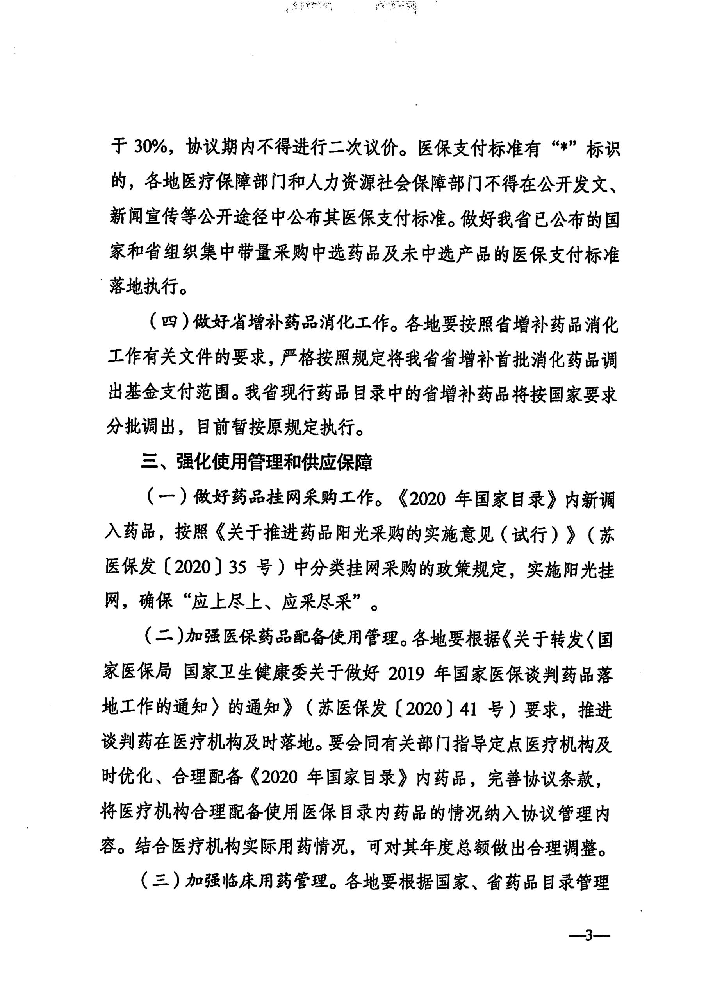 于 30%，协议期内不得进行二次议价。医保支付标准有“*”标识
的，各地医疗保障部门和人力资源社会保障部门不得在公开发文、
新闻宣传等公开途径中公布其医保支付标准。做好我省已公布的国
家和省组织集中带量采购中选药品及未中选产品的医保支付标准
落地执行。
（四）做好省增补药品消化工作。各地要按照省增补药品消化
工作有关文件的要求，严格按照规定将我省省增补首批消化药品调
出基金支付范围。我省现行药品目录中的省增补药品将按国家要求
分批调出，目前暂按原规定执行。
三、强化使用管理和供应保障
（一）做好药品挂网采购工作。《2020 年国家目录》内新调
入药品，按照《关于推进药品阳光采购的实施意见（试行）》（苏
医保发〔2020〕35 号）中分类挂网采购的政策规定，实施阳光挂
网，确保“应上尽上、应采尽采”。
（二）加强医保药品配备使用管理。各地要根据《关于转发〈国
家医保局 国家卫生健康委关于做好 2019 年国家医保谈判药品落
地工作的通知〉的通知》（苏医保发〔2020〕41 号）要求，推进
谈判药在医疗机构及时落地。要会同有关部门指导定点医疗机构及
时优化、合理配备《2020 年国家目录》内药品，完善协议条款，
将医疗机构合理配备使用医保目录内药品的情况纳入协议管理内
容。结合医疗机构实际用药情况，可对其年度总额做出合理调整。
（三）加强临床用药管理。各地要根据国家、省药品目录管理
—3—